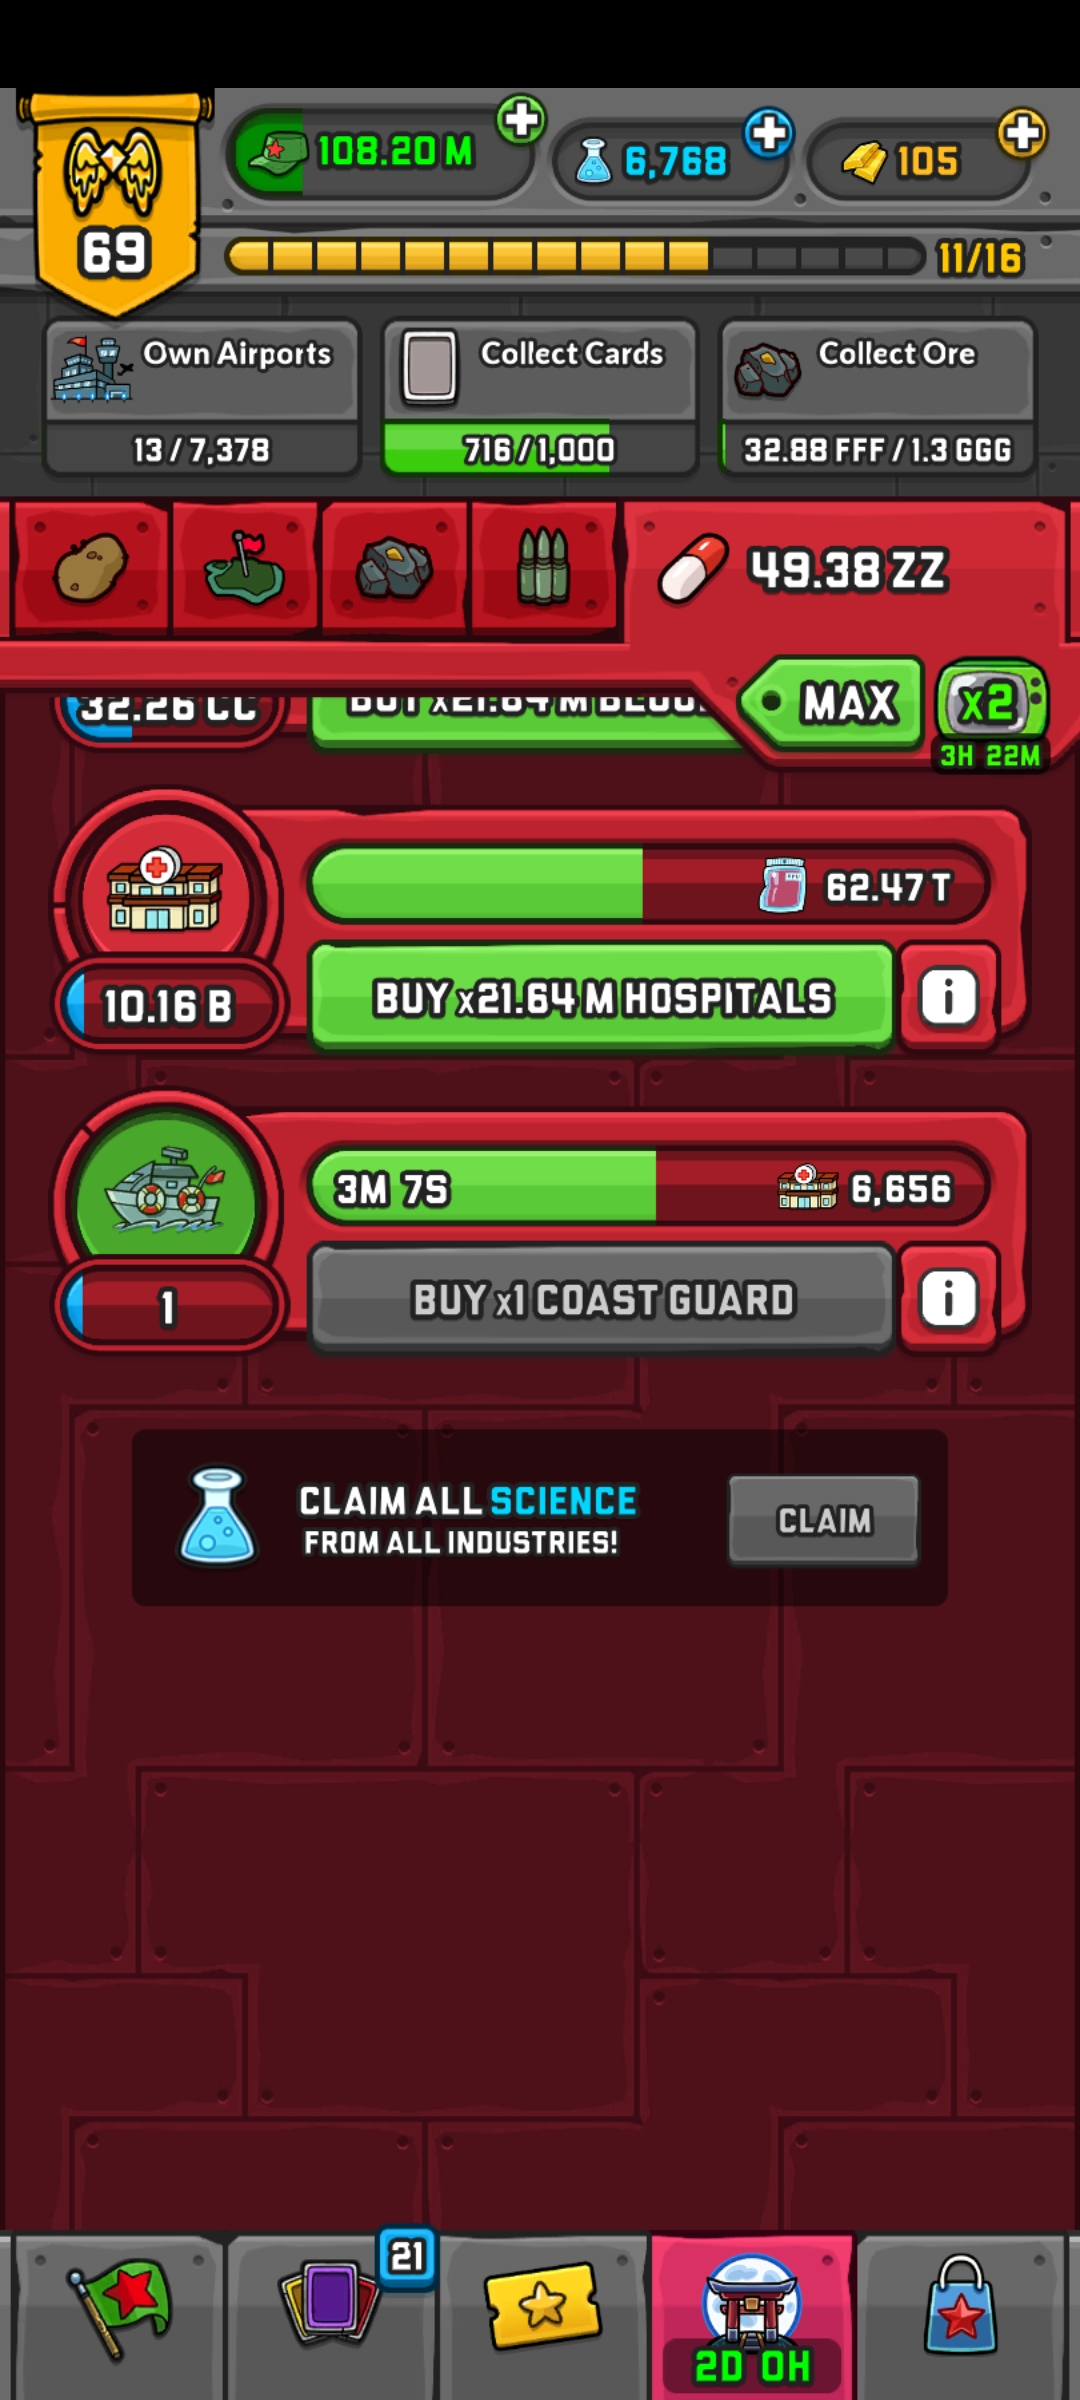 108.20 M
6,768
105
69
11/16
Own Airports
Collect Cards
Collect Ore
13 / 7,378
716 / 1,000
32.88 FFF / 1.3 GGG
49.38 ZZ
MAX
x2
3H 22M
32.26 CC
BUY x21.64 M
62.47 T
10.16 B
BUY x21.64 M HOSPITALS
i
3M 7S
6,656
1
BUY x1 COAST GUARD
i
CLAIM ALL SCIENCE
FROM ALL INDUSTRIES!
CLAIM
21
2D 0H